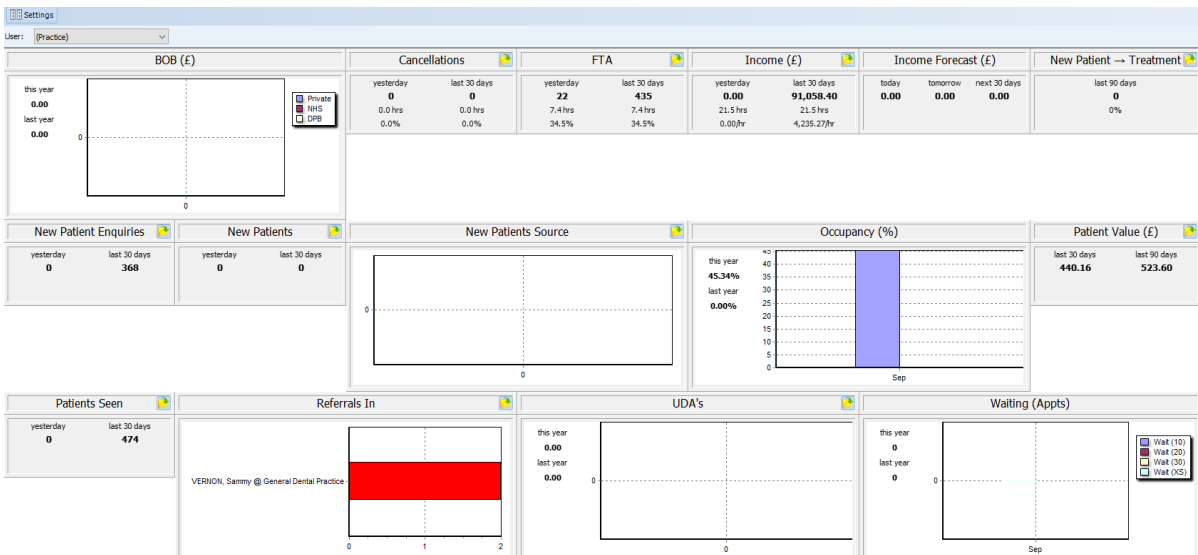 Settings
User: (Practice)
BOB (£)
this year
0.00
last year
0.00
0
0
Private
NHS
DPB
Cancellations
yesterday last 30 days
0 0
0.0 hrs 0.0 hrs
0.0% 0.0%
FTA
yesterday last 30 days
22 435
7.4 hrs 7.4 hrs
34.5% 34.5%
Income (£)
yesterday last 30 days
0.00 91,058.40
21.5 hrs 21.5 hrs
0.00/hr 4,235.27/hr
Income Forecast (£)
today tomorrow next 30 days
0.00 0.00 0.00
New Patient → Treatment
last 90 days
0
0%
New Patient Enquiries
yesterday last 30 days
0 368
New Patients
yesterday last 30 days
0 0
New Patients Source
0
0
Occupancy (%)
this year
45.34%
last year
0.00%
45
40
35
30
25
20
15
10
5
0
Sep
Patient Value (£)
last 30 days last 90 days
440.16 523.60
Patients Seen
yesterday last 30 days
0 474
Referrals In
VERNON, Sammy @ General Dental Practice
0 1 2
UDA's
this year
0.00
last year
0.00
0
0
Waiting (Appts)
this year
0
last year
0
0
Sep
Wait (10)
Wait (20)
Wait (30)
Wait (XS)